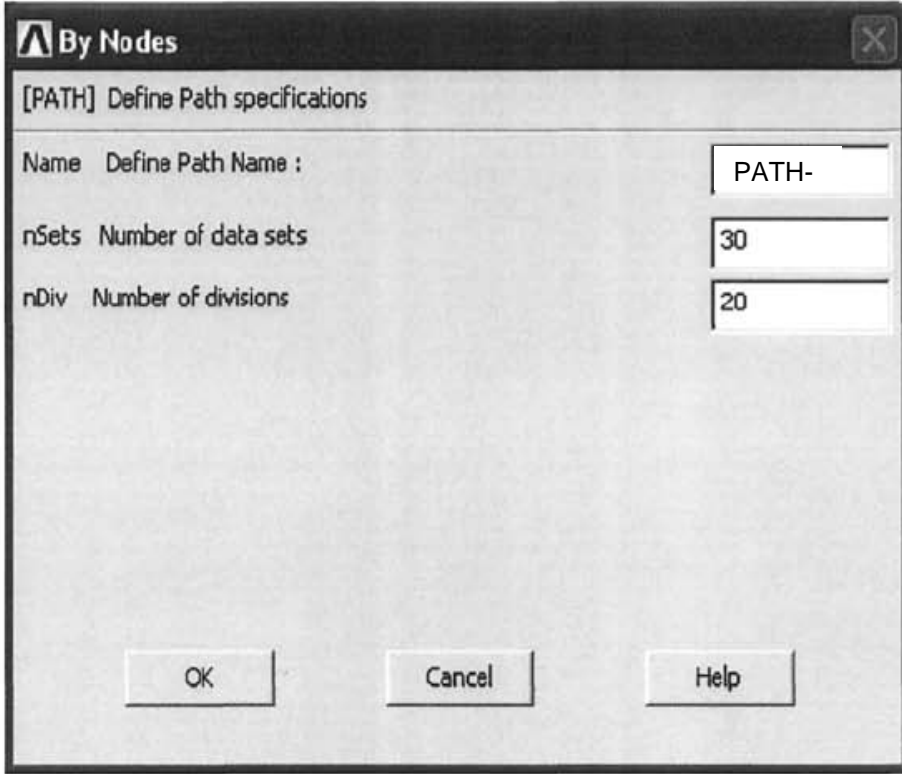 By Nodes
[PATH] Define Path specifications
Name Define Path Name : PATH-
nSets Number of data sets 30
nDiv Number of divisions 20
OK Cancel Help